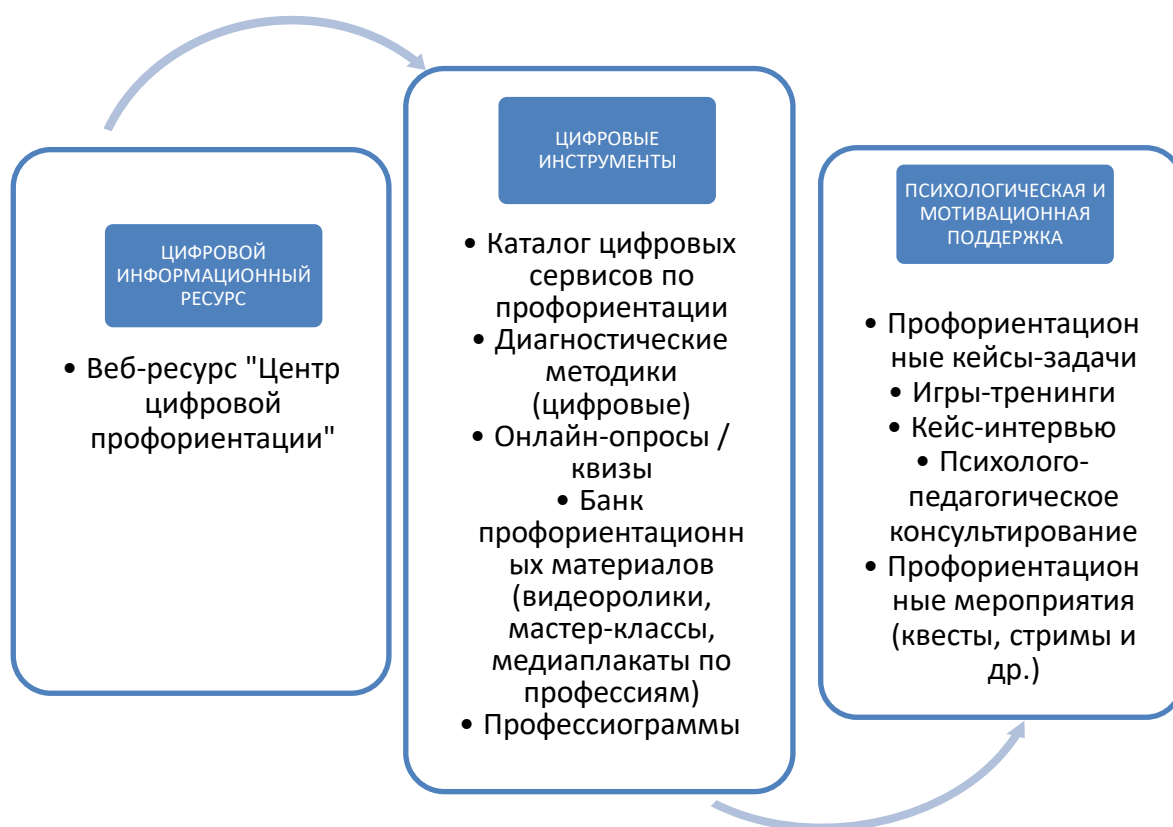 ЦИФРОВОЙ
ИНФОРМАЦИОННЫЙ
РЕСУРС
• Веб-ресурс "Центр
цифровой
профориентации"
ЦИФРОВЫЕ
ИНСТРУМЕНТЫ
• Каталог цифровых
сервисов по
профориентации
• Диагностические
методики
(цифровые)
• Онлайн-опросы /
квизы
• Банк
профориентационн
ых материалов
(видеоролики,
мастер-классы,
медиаплакаты по
профессиям)
• Профессиограммы
ПСИХОЛОГИЧЕСКАЯ И
МОТИВАЦИОННАЯ
ПОДДЕРЖКА
• Профориентацион
ные кейсы-задачи
• Игры-тренинги
• Кейс-интервью
• Психолого-
педагогическое
консультирование
• Профориентацион
ные мероприятия
(квесты, стримы и
др.)